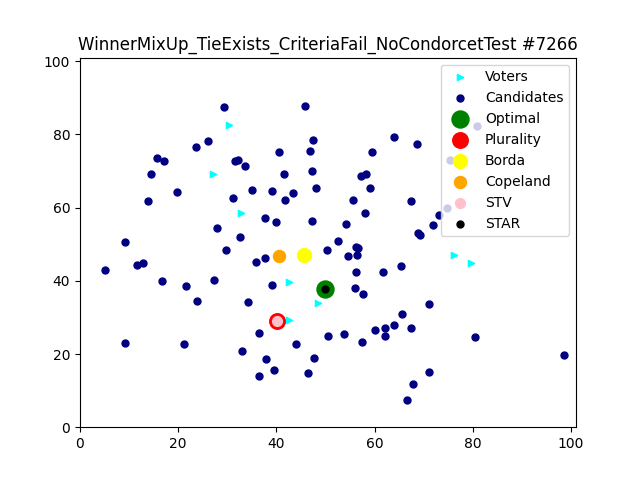 WinnerMixUp_TieExists_CriteriaFail_NoCondorcetTest #7266
100
80
60
40
20
0
0
20
40
60
80
100
Voters
Candidates
Optimal
Plurality
Borda
Copeland
STV
STAR